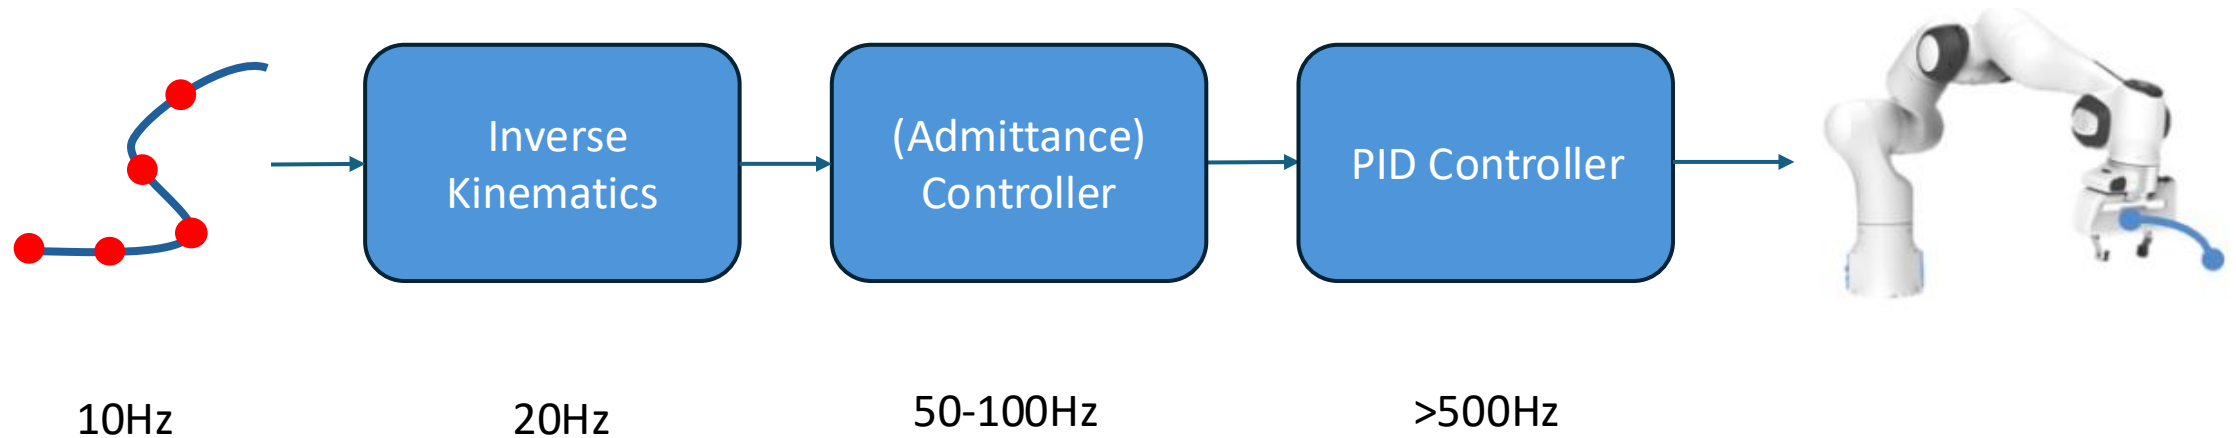 Inverse
Kinematics
(Admittance)
Controller
PID Controller
10Hz
20Hz
50-100Hz
>500Hz